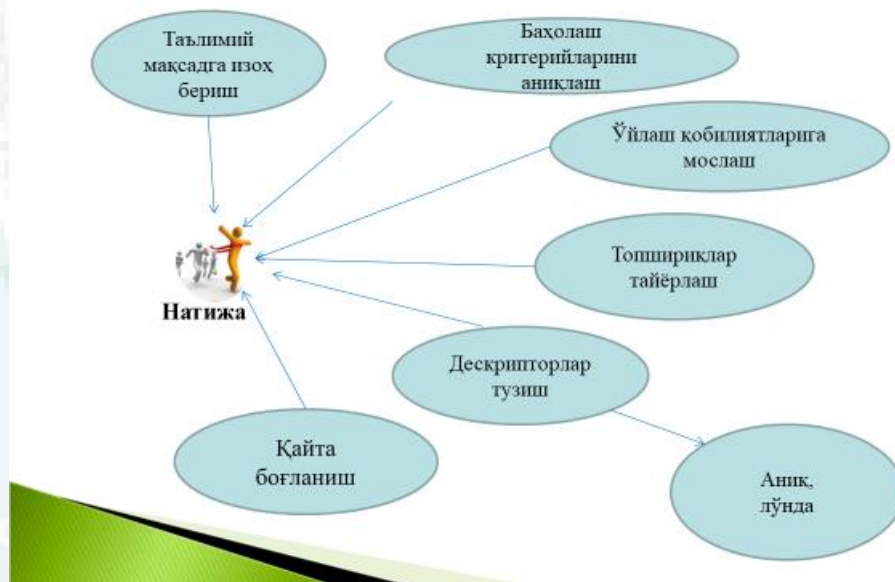 Таълимий
мақсадга изоҳ
бериш
Баҳолаш
критерийларини
аниқлаш
Ўйлаш қобилиятларига
мослаш
Топшириқлар
тайёрлаш
Натижа
Дескрипторлар
тузиш
Қайта
боғланиш
Аниқ,
лўнда